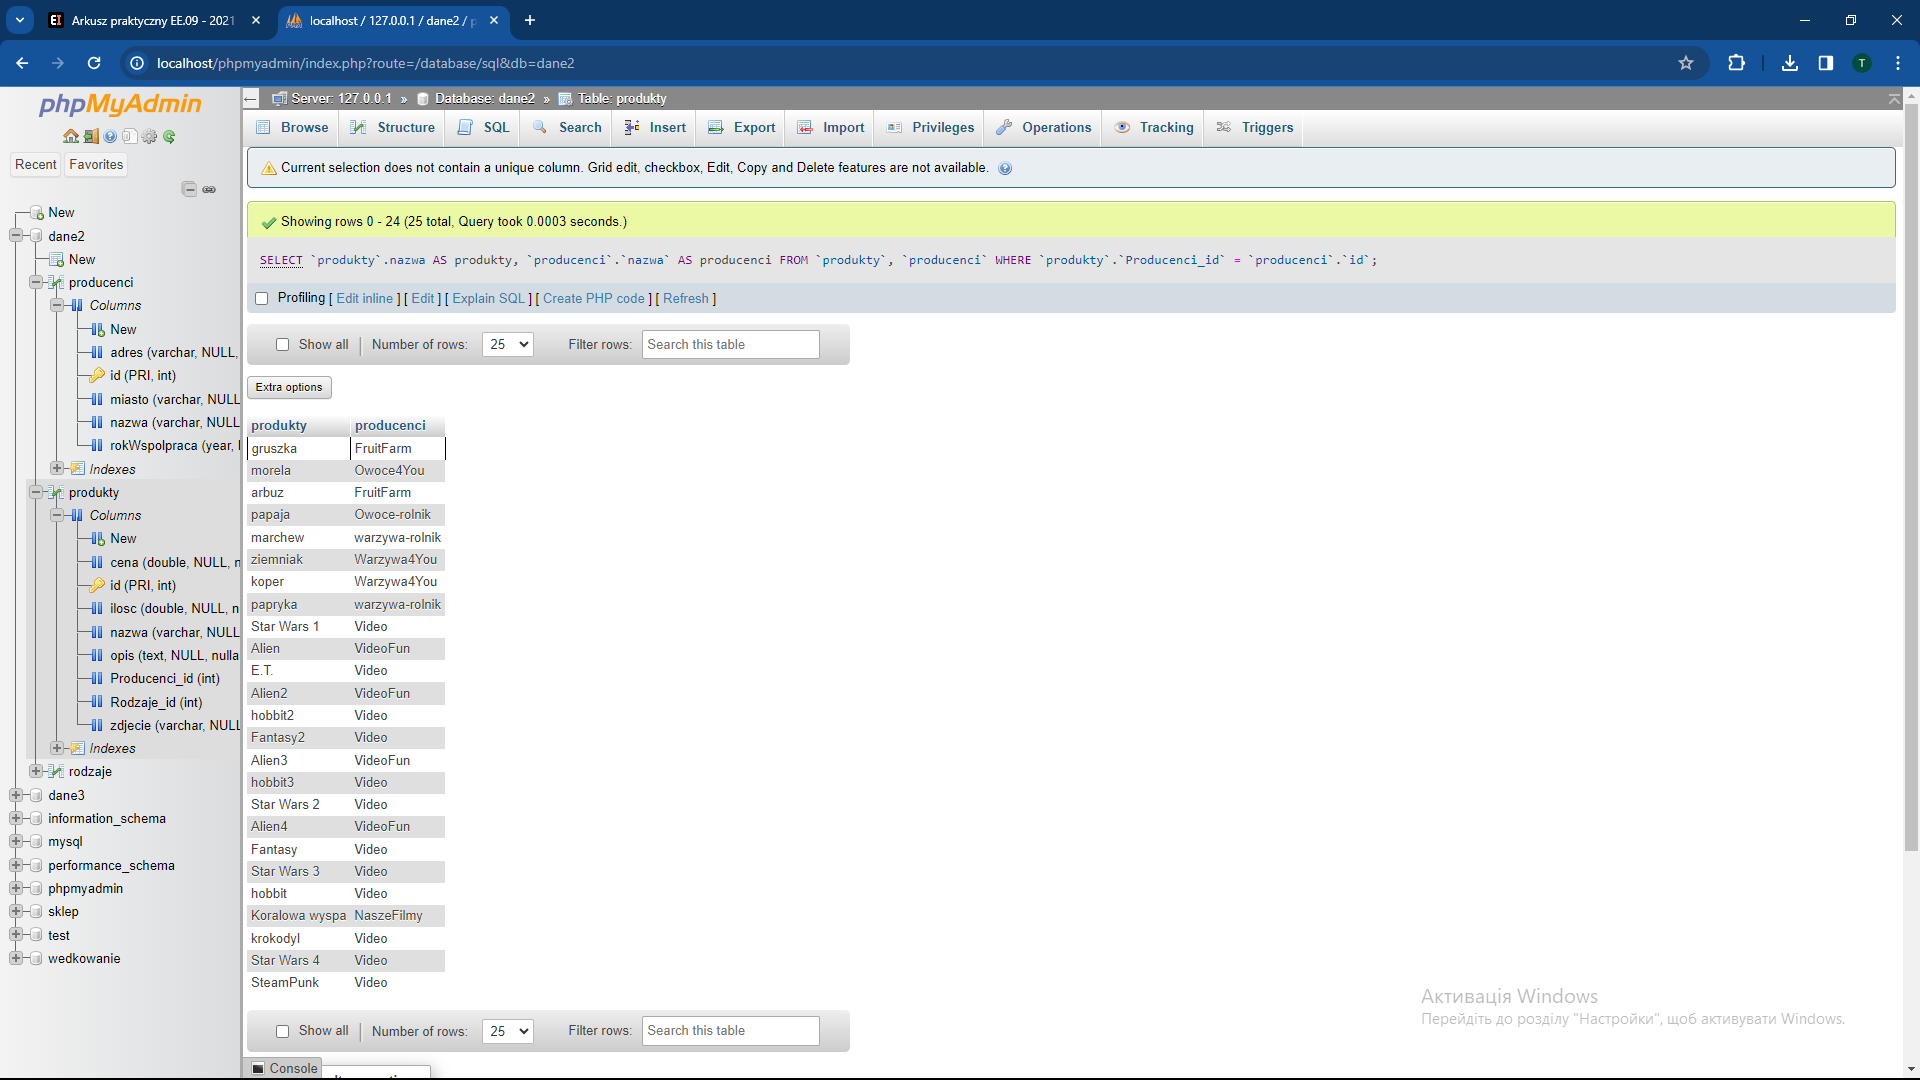 Arkusz praktyczny EE.09 - 2021
localhost / 127.0.0.1 / dane2 / p
localhost/phpmyadmin/index.php?route=/database/sql&db=dane2
T
phpMyAdmin
Recent
Favorites
New
dane2
New
producenci
Columns
New
adres (varchar, NULL,
id (PRI, int)
miasto (varchar, NULL
nazwa (varchar, NULL
rokWspolpraca (year,
Indexes
produkty
Columns
New
cena (double, NULL, n
id (PRI, int)
ilosc (double, NULL, n
nazwa (varchar, NULL
opis (text, NULL, nulla
Producenci_id (int)
Rodzaje_id (int)
zdjecie (varchar, NULL
Indexes
rodzaje
dane3
information_schema
mysql
performance_schema
phpmyadmin
sklep
test
wedkowanie
Server: 127.0.0.1 » Database: dane2 » Table: produkty
Browse Structure SQL Search Insert Export Import Privileges Operations Tracking Triggers
Current selection does not contain a unique column. Grid edit, checkbox, Edit, Copy and Delete features are not available.
Showing rows 0 - 24 (25 total, Query took 0.0003 seconds.)
SELECT `produkty`.nazwa AS produkty, `producenci`.`nazwa` AS producenci FROM `produkty`, `producenci` WHERE `produkty`.`Producenci_id` = `producenci`.`id`;
Profiling [ Edit inline ] [ Edit ] [ Explain SQL ] [ Create PHP code ] [ Refresh ]
Show all Number of rows: 25 Filter rows: Search this table
Extra options
produkty producenci
gruszka FruitFarm
morela Owoce4You
arbuz FruitFarm
papaja Owoce-rolnik
marchew warzywa-rolnik
ziemniak Warzywa4You
koper Warzywa4You
papryka warzywa-rolnik
Star Wars 1 Video
Alien VideoFun
E.T. Video
Alien2 VideoFun
hobbit2 Video
Fantasy2 Video
Alien3 VideoFun
hobbit3 Video
Star Wars 2 Video
Alien4 VideoFun
Fantasy Video
Star Wars 3 Video
hobbit Video
Koralowa wyspa NaszeFilmy
krokodyl Video
Star Wars 4 Video
SteamPunk Video
Show all Number of rows: 25 Filter rows: Search this table
Console
Активація Windows
Перейдіть до розділу "Настройки", щоб активувати Windows.